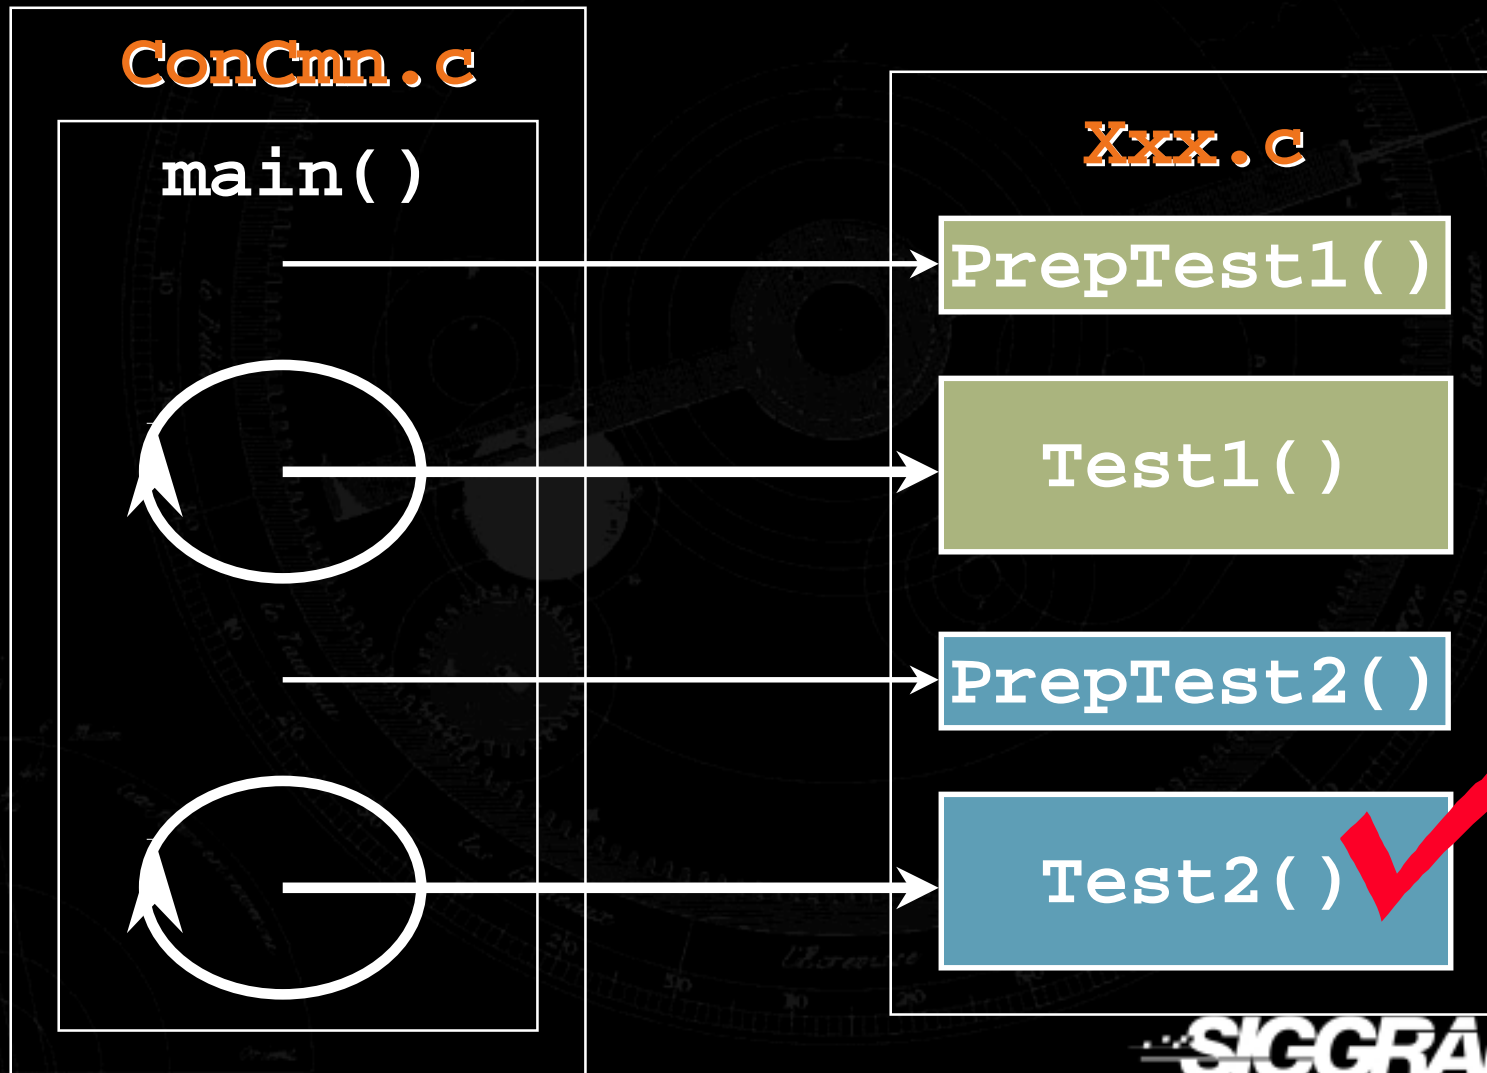 ConCmn.c
main()
Xxx.c
PrepTest1()
Test1()
PrepTest2()
Test2()